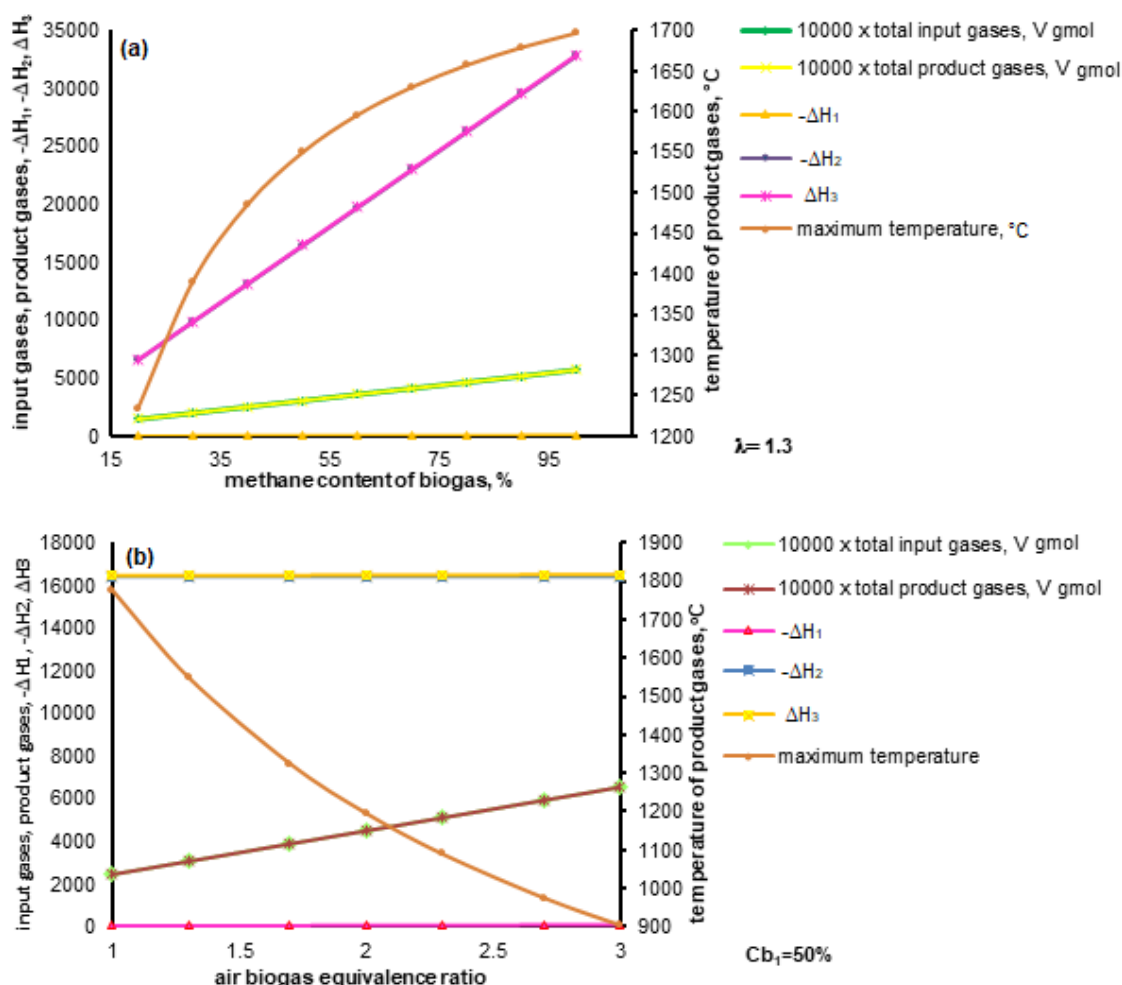 (a)
input gases, product gases, -ΔH₁, -ΔH₂, ΔH₃
35000
30000
25000
20000
15000
10000
5000
0
15
35
55
75
95
methane content of biogas, %
1700
1650
1600
1550
1500
1450
1400
1350
1300
1250
1200
temperature of product gases, °C
10000 x total input gases, V gmol
10000 x total product gases, V gmol
-ΔH₁
-ΔH₂
ΔH₃
maximum temperature, °C
λ= 1.3
(b)
input gases, product gases, -ΔH1, -ΔH2, ΔH3
18000
16000
14000
12000
10000
8000
6000
4000
2000
0
1
1.5
2
2.5
3
air biogas equivalence ratio
1900
1800
1700
1600
1500
1400
1300
1200
1100
1000
900
temperature of product gases, °C
10000 x total input gases, V gmol
10000 x total product gases, V gmol
-ΔH₁
-ΔH₂
ΔH₃
maximum temperature
Cb₁=50%